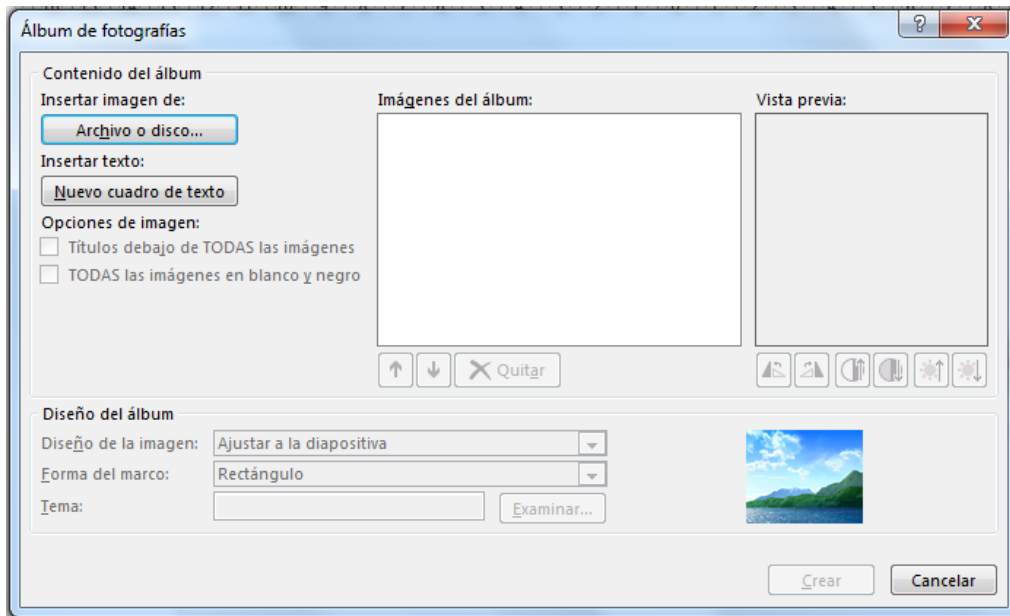 Álbum de fotografías
Contenido del álbum
Insertar imagen de:
Archivo o disco...
Insertar texto:
Nuevo cuadro de texto
Opciones de imagen:
Títulos debajo de TODAS las imágenes
TODAS las imágenes en blanco y negro
Imágenes del álbum:
Quitar
Vista previa:
Diseño del álbum
Diseño de la imagen: Ajustar a la diapositiva
Forma del marco: Rectángulo
Tema: Examinar...
Crear Cancelar